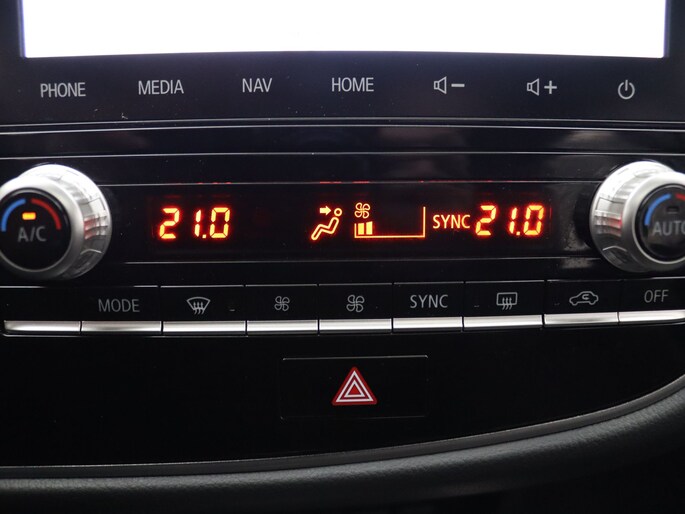 PHONE MEDIA NAV HOME
A/C 21.0 SYNC 21.0 AUTO
MODE SYNC OFF